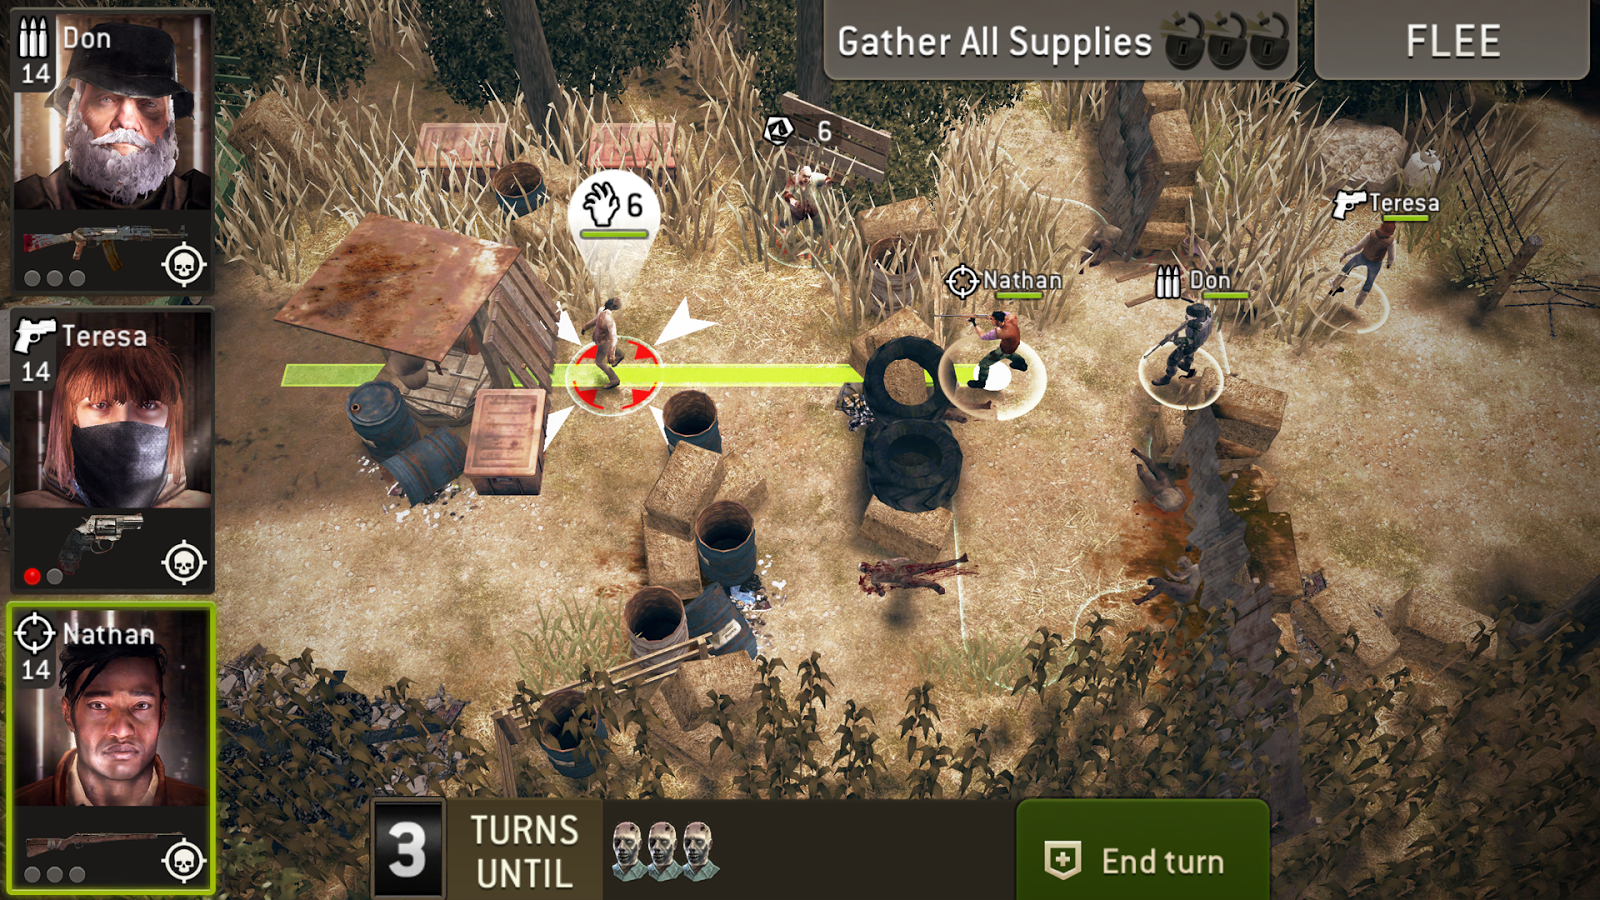 Don
14
Teresa
14
Nathan
14
Gather All Supplies
FLEE
6
6
Teresa
Nathan
Don
3
TURNS
UNTIL
End turn